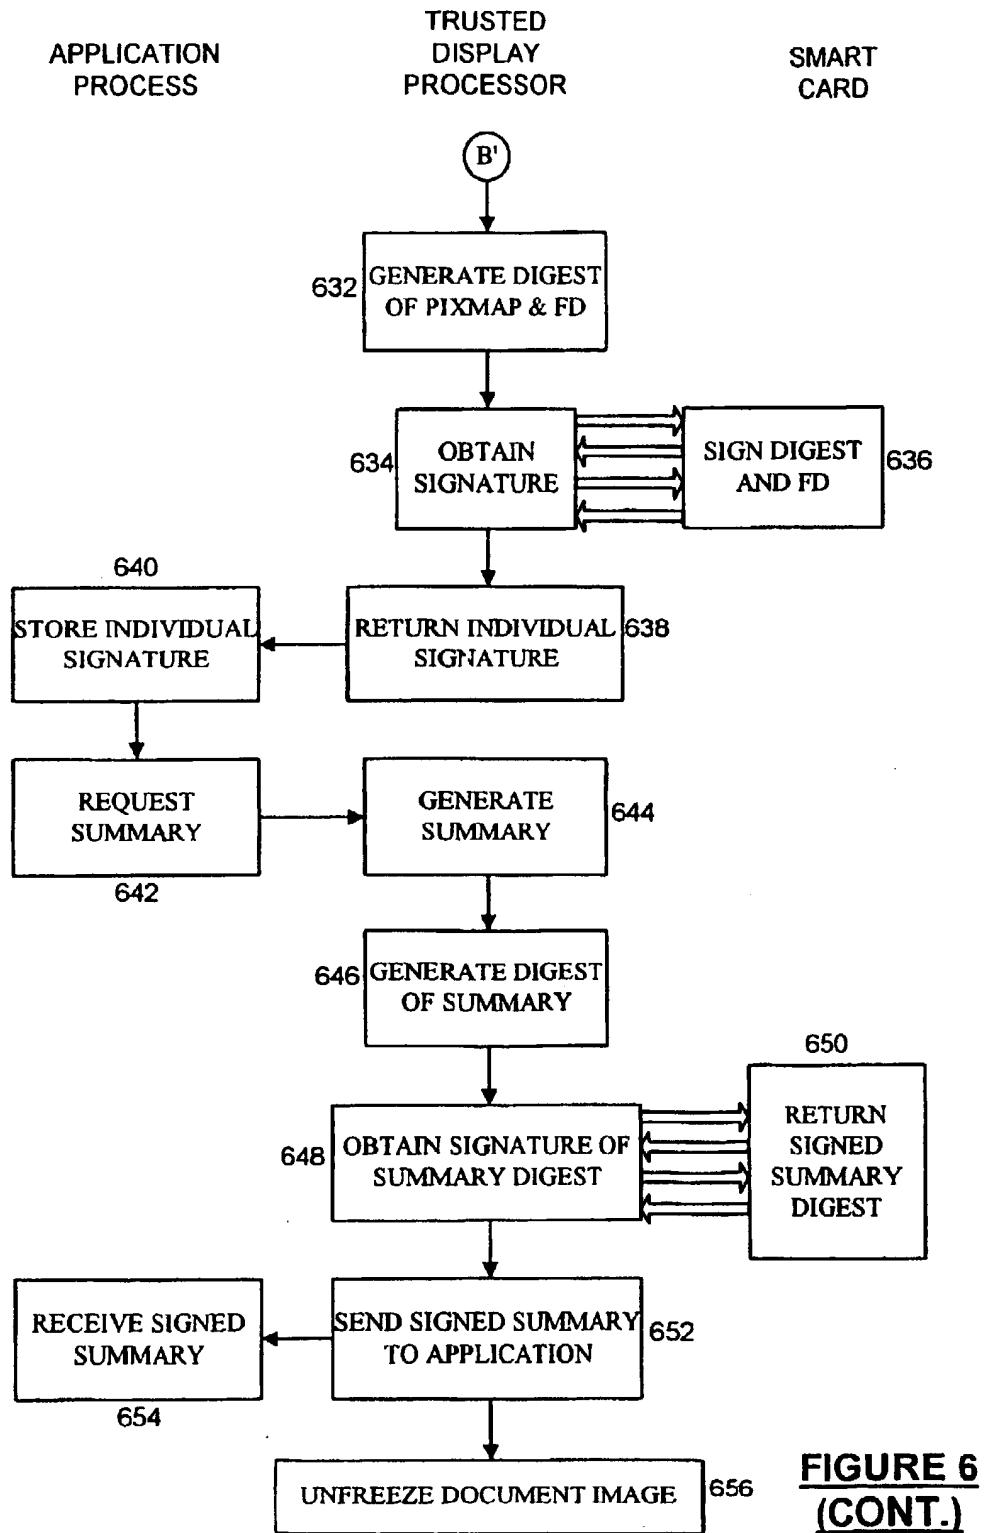 APPLICATION
PROCESS
TRUSTED
DISPLAY
PROCESSOR
SMART
CARD
B'
632
GENERATE DIGEST
OF PIXMAP & FD
634
OBTAIN
SIGNATURE
SIGN DIGEST
AND FD
636
640
STORE INDIVIDUAL
SIGNATURE
RETURN INDIVIDUAL
SIGNATURE
638
REQUEST
SUMMARY
642
GENERATE
SUMMARY
644
646
GENERATE DIGEST
OF SUMMARY
648
OBTAIN SIGNATURE OF
SUMMARY DIGEST
650
RETURN
SIGNED
SUMMARY
DIGEST
RECEIVE SIGNED
SUMMARY
654
SEND SIGNED SUMMARY
TO APPLICATION
652
UNFREEZE DOCUMENT IMAGE
656
FIGURE 6
(CONT.)